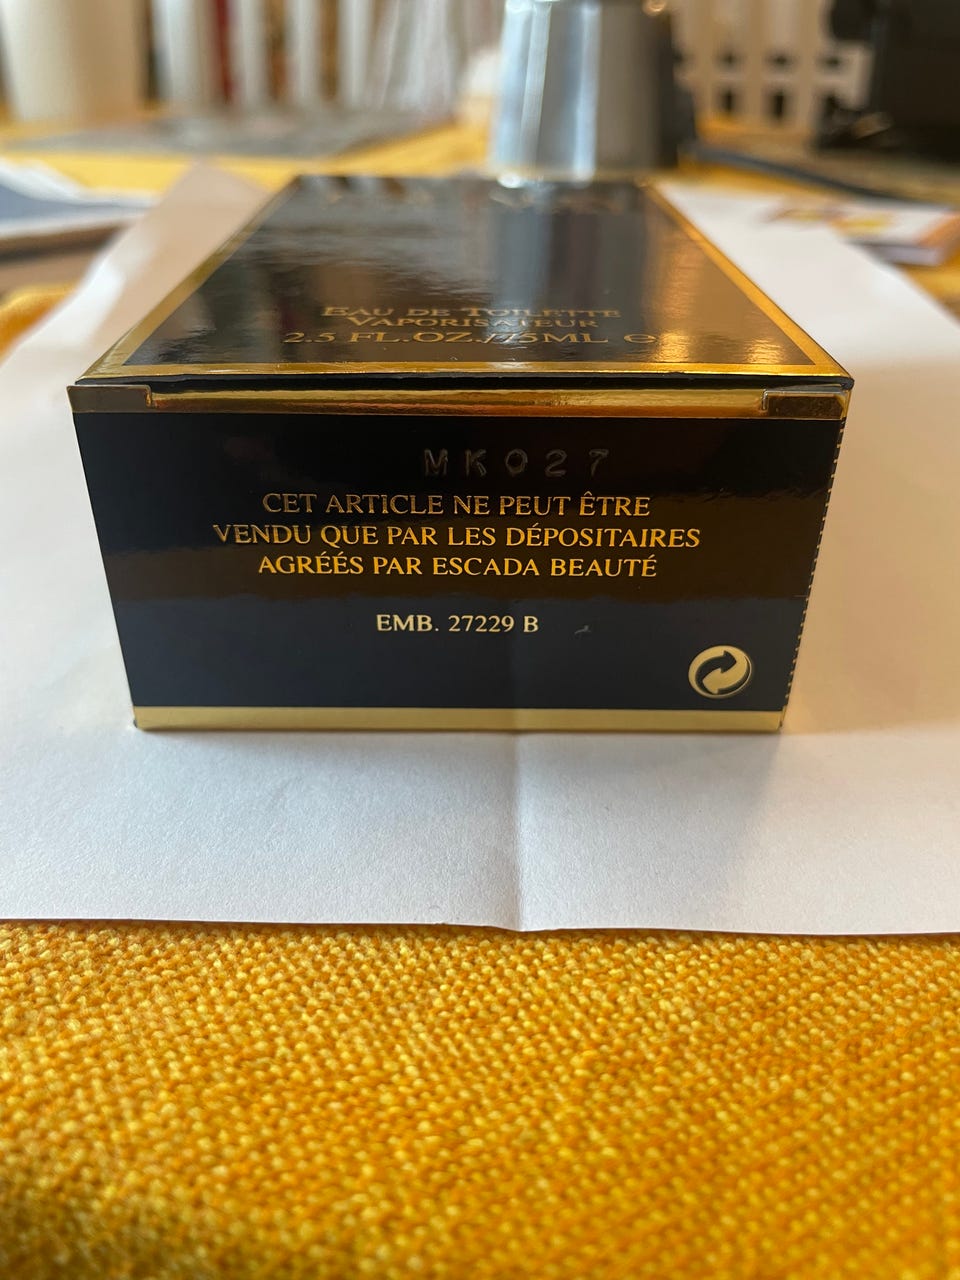 EAU DE TOILETTE
VAPORISATEUR
2.5 FL.OZ./75ML ℮
MK027
CET ARTICLE NE PEUT ÊTRE
VENDU QUE PAR LES DÉPOSITAIRES
AGRÉÉS PAR ESCADA BEAUTÉ
EMB. 27229 B